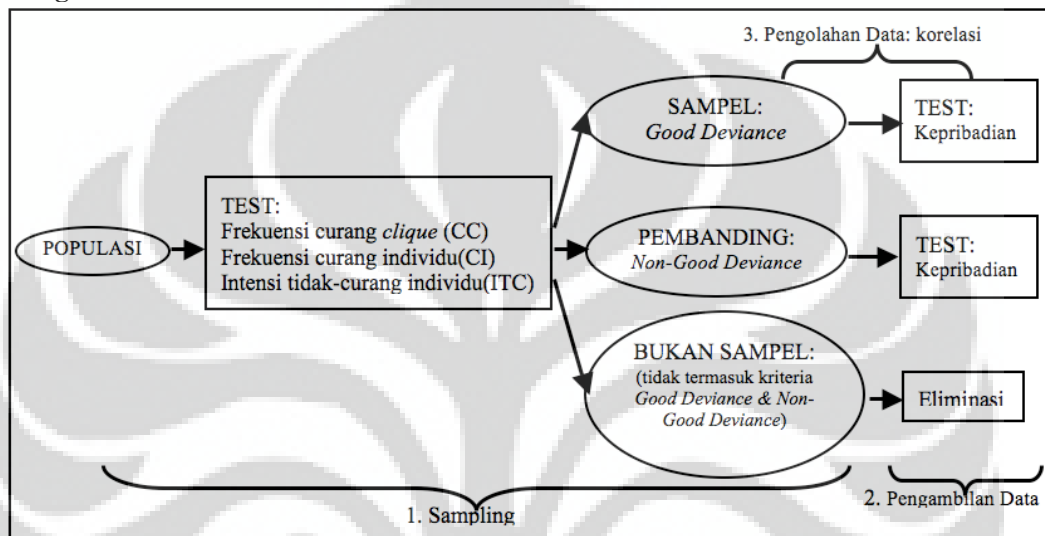 3. Pengolahan Data: korelasi
SAMPEL:
Good Deviance
TEST:
Kepribadian
TEST:
Frekuensi curang clique (CC)
Frekuensi curang individu(CI)
Intensi tidak-curang individu(ITC)
POPULASI
PEMBANDING:
Non-Good Deviance
TEST:
Kepribadian
BUKAN SAMPEL:
(tidak termasuk kriteria
Good Deviance & Non-
Good Deviance)
Eliminasi
1. Sampling
2. Pengambilan Data